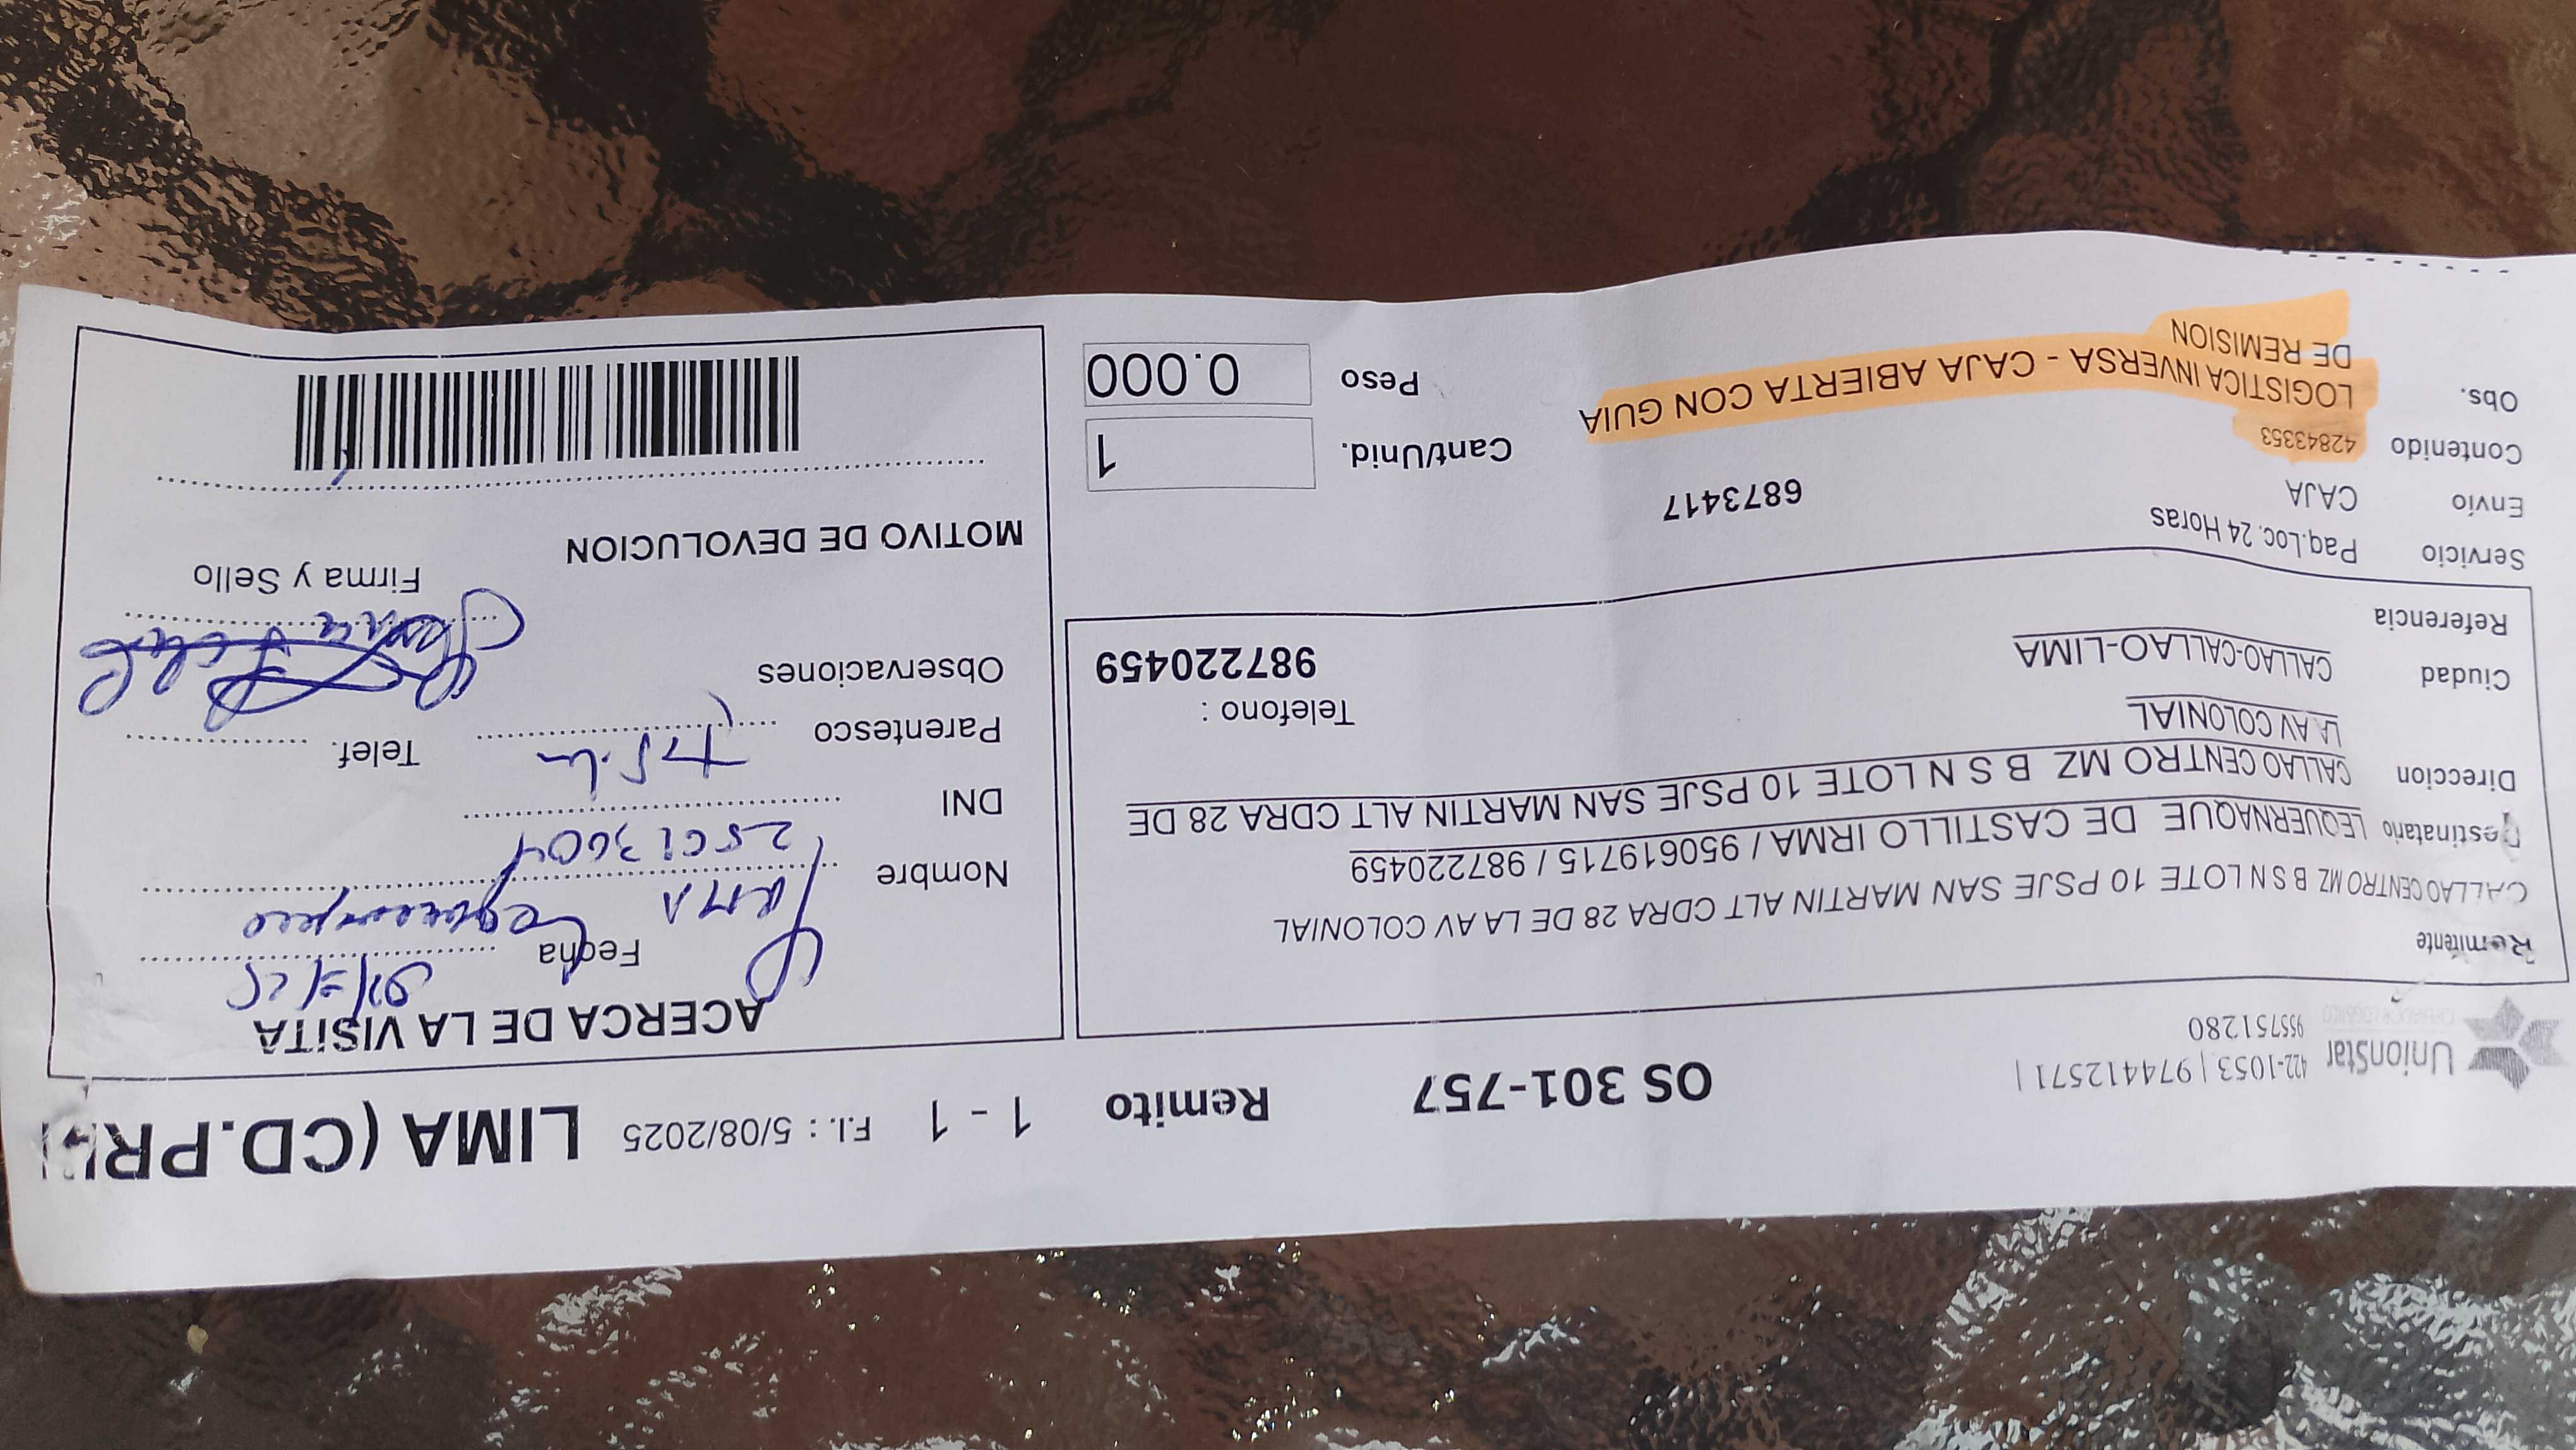 UnionStar
OPERADOR LOGISTICO
422-1053 | 974412571 |
955751280
OS 301-757
Remito
1 - 1
F.I. : 5/08/2025
LIMA (CD.PRI
Remitente
CALLAO CENTRO MZ B S N LOTE 10 PSJE SAN MARTIN ALT CDRA 28 DE LA AV COLONIAL
Destinatario LEQUERNAQUE DE CASTILLO IRMA / 950619715 / 987220459
Direccion CALLAO CENTRO MZ B S N LOTE 10 PSJE SAN MARTIN ALT CDRA 28 DE
LA AV COLONIAL
Telefono :
Ciudad CALLAO-CALLAO-LIMA
987220459
Referencia
Servicio Paq.Loc. 24 Horas
Envío CAJA
6873417
Contenido 42843353
Cant/Unid. 1
Obs. LOGISTICA INVERSA - CAJA ABIERTA CON GUIA
DE REMISION
Peso 0.000
ACERCA DE LA VISITA
Fecha
IRMA
Nombre
DNI
Parentesco
Telef.
Observaciones
Firma y Sello
MOTIVO DE DEVOLUCION